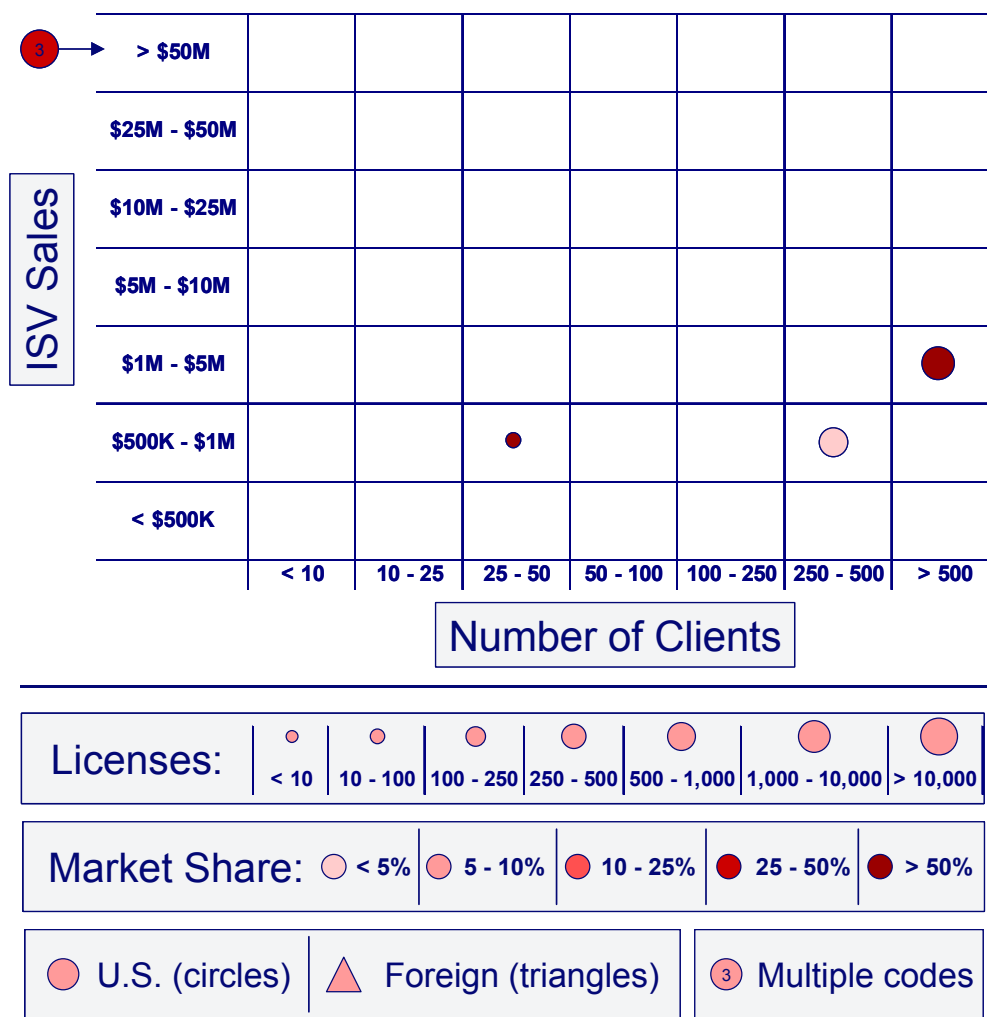 3
> $50M
$25M - $50M
$10M - $25M
$5M - $10M
$1M - $5M
$500K - $1M
< $500K
ISV Sales
< 10 10 - 25 25 - 50 50 - 100 100 - 250 250 - 500 > 500
Number of Clients
Licenses: < 10 10 - 100 100 - 250 250 - 500 500 - 1,000 1,000 - 10,000 > 10,000
Market Share: < 5% 5 - 10% 10 - 25% 25 - 50% > 50%
U.S. (circles) Foreign (triangles) 3 Multiple codes